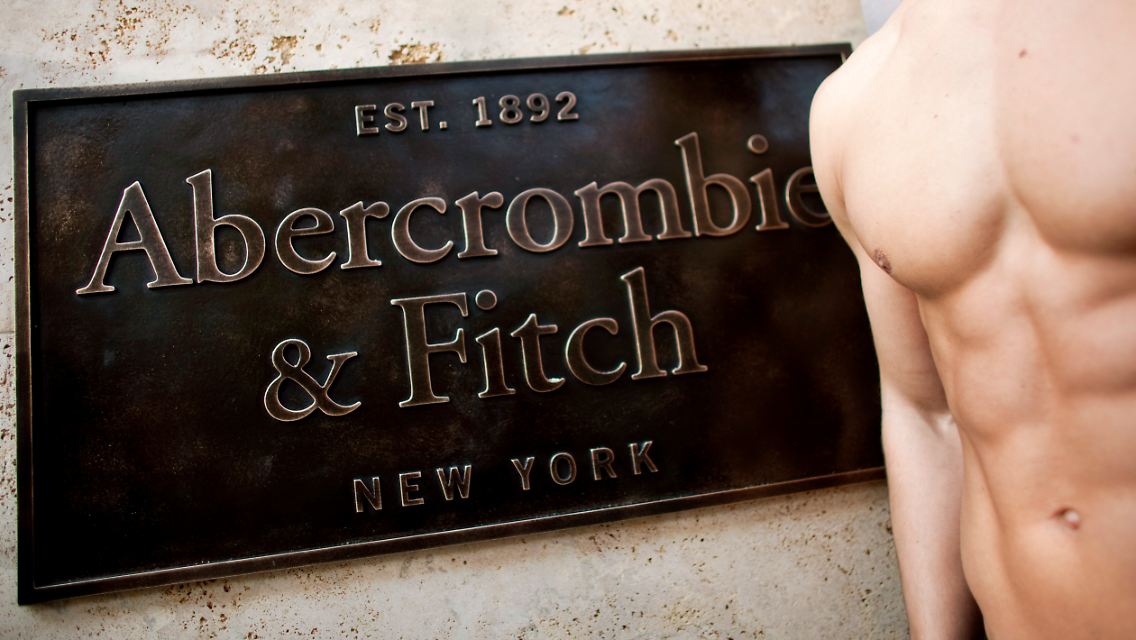 EST. 1892
Abercrombie
& Fitch
NEW YORK